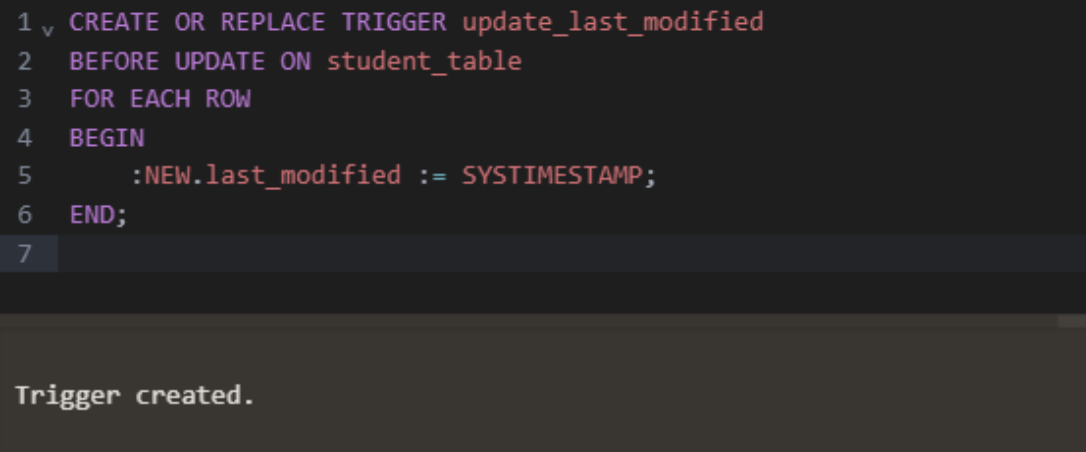 1 CREATE OR REPLACE TRIGGER update_last_modified
2 BEFORE UPDATE ON student_table
3 FOR EACH ROW
4 BEGIN
5     :NEW.last_modified := SYSTIMESTAMP;
6 END;
7
Trigger created.